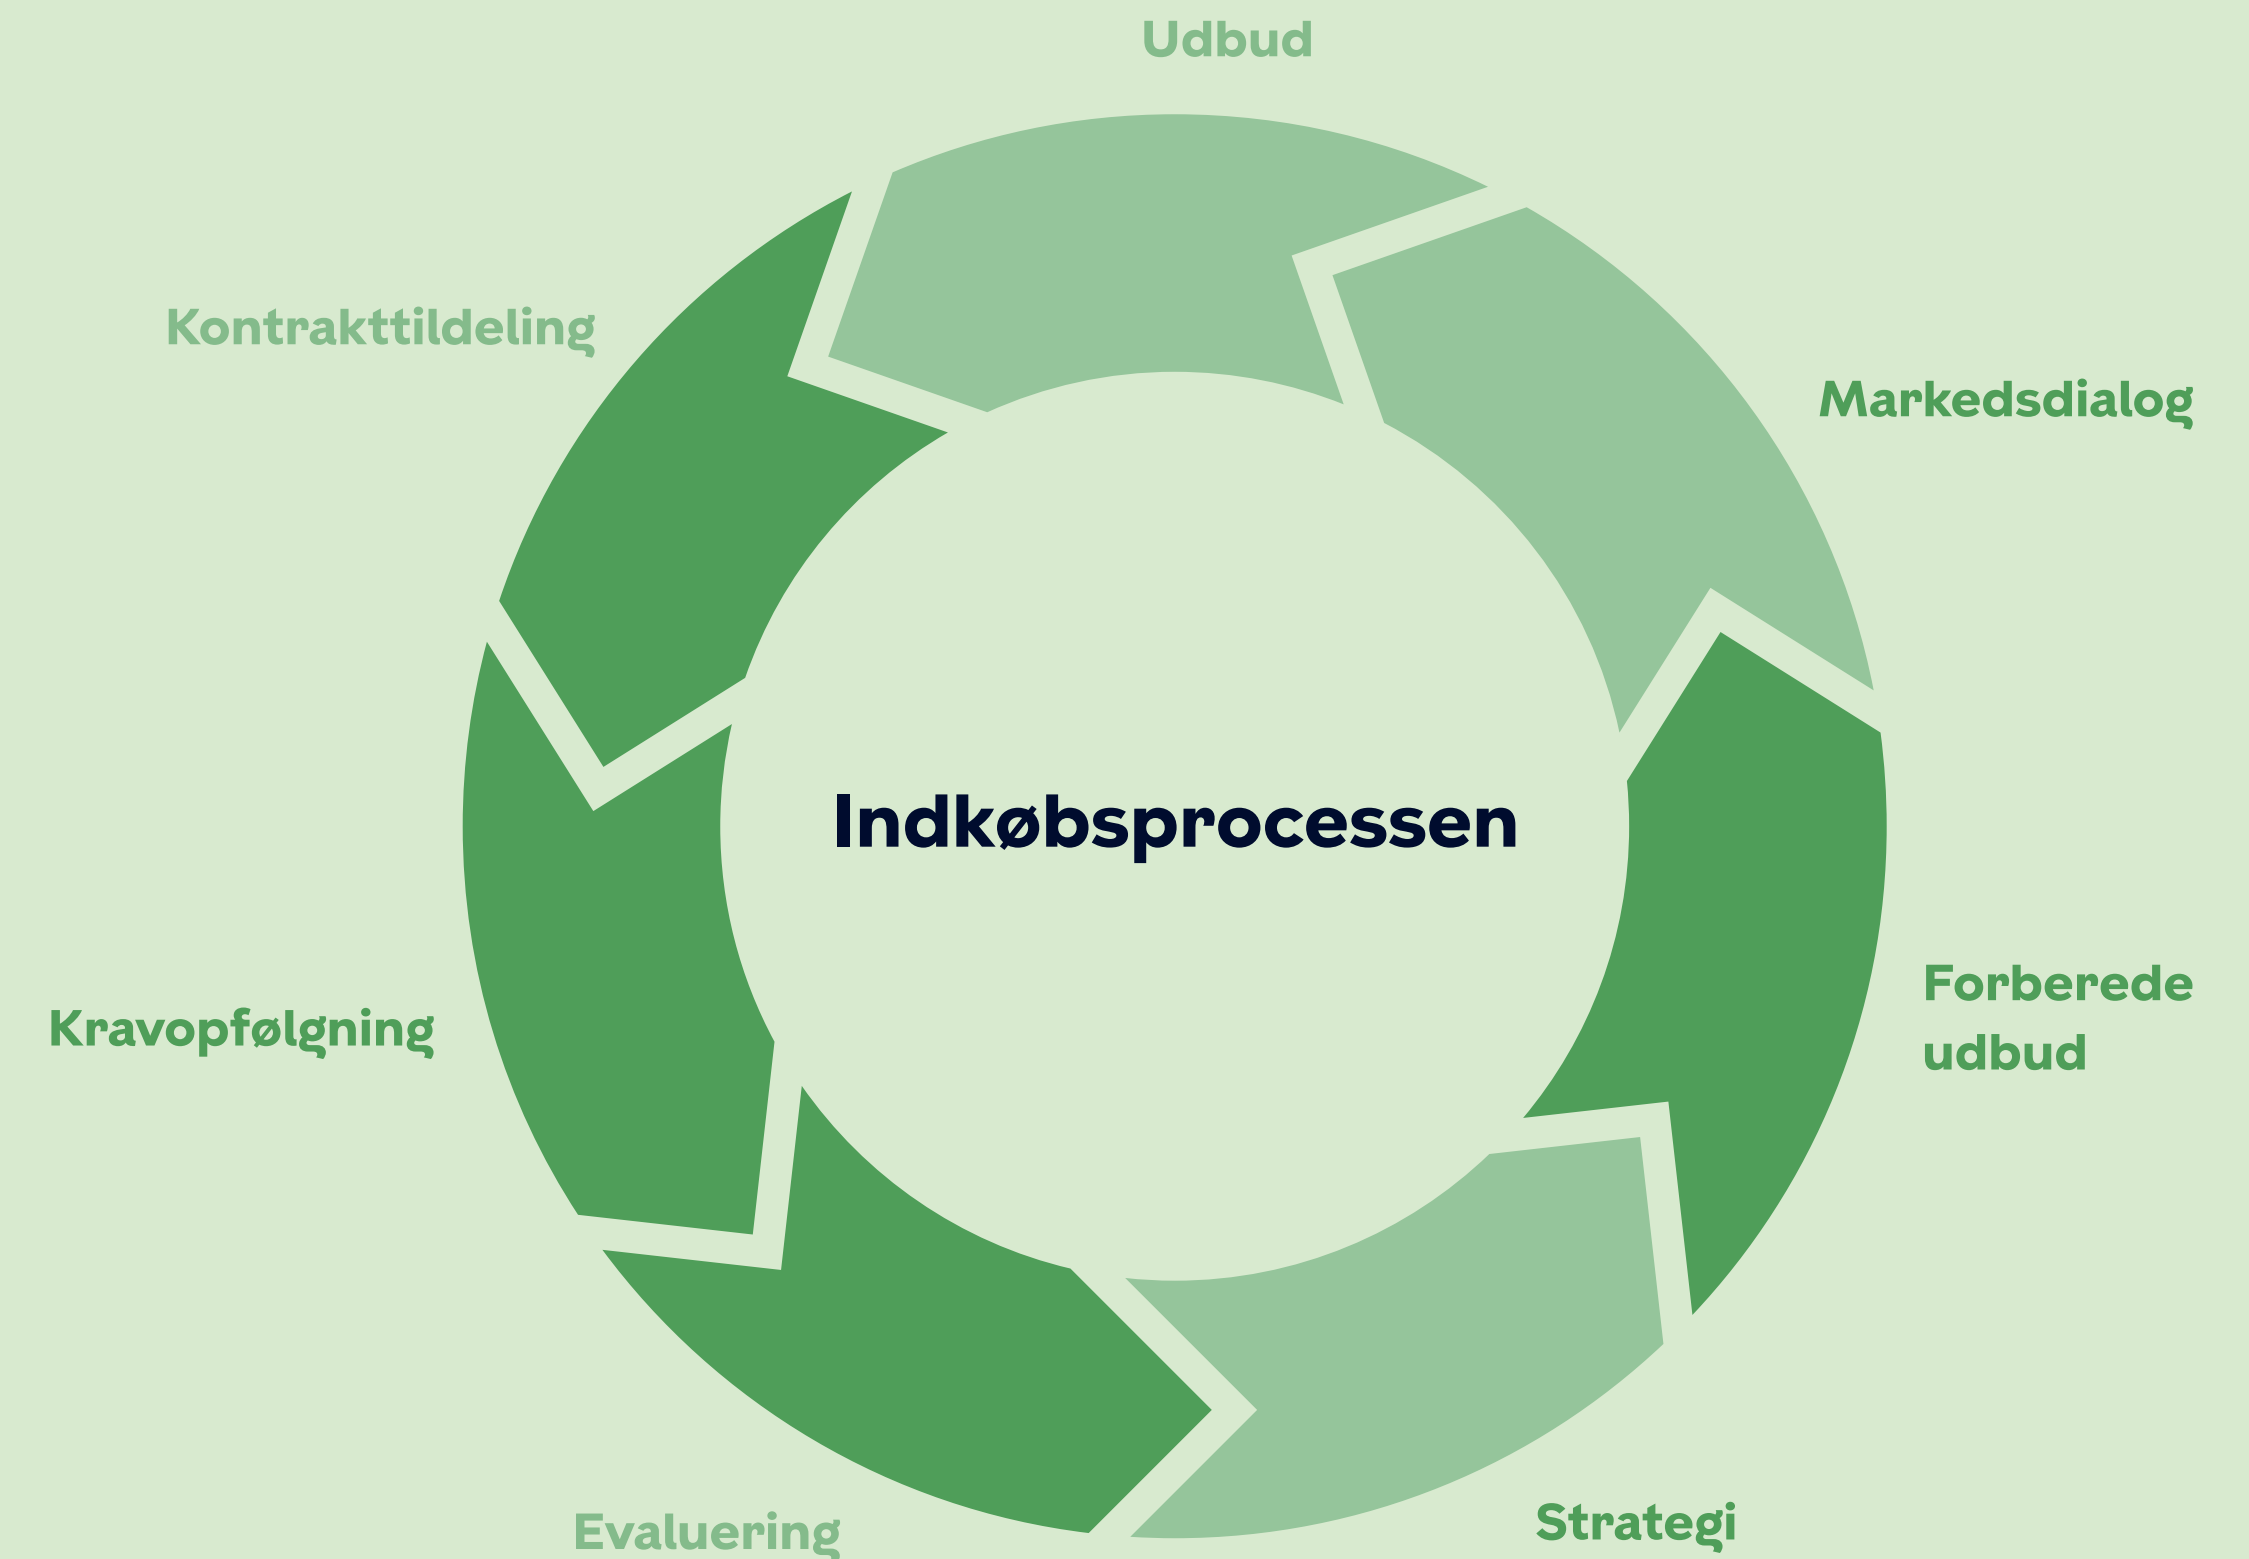 Udbud
Kontrakttildeling
Markedsdialog
Indkøbsprocessen
Forberede
udbud
Kravopfølgning
Strategi
Evaluering